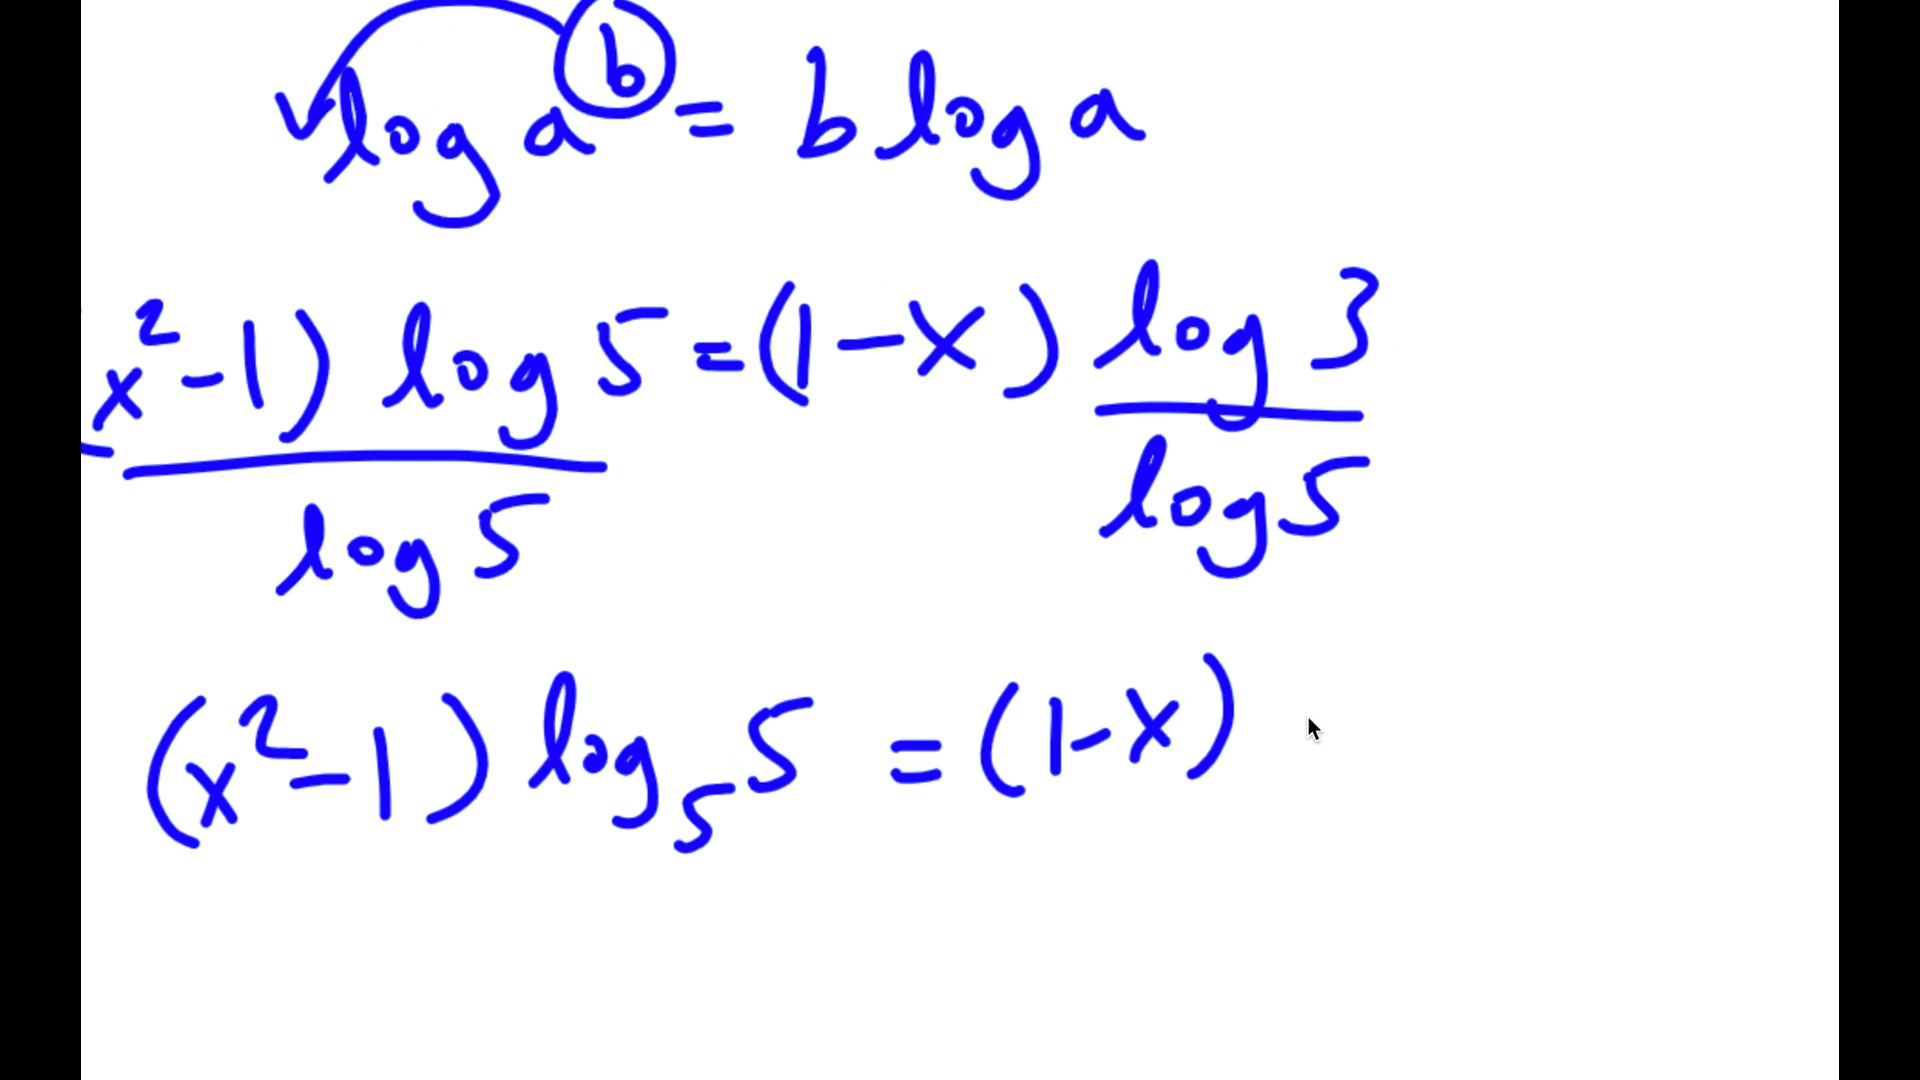 log a^b = b log a
x² - 1) log 5 = (1 - x) log 3
log 5 log 5
(x² - 1) log₅ 5 = (1 - x)